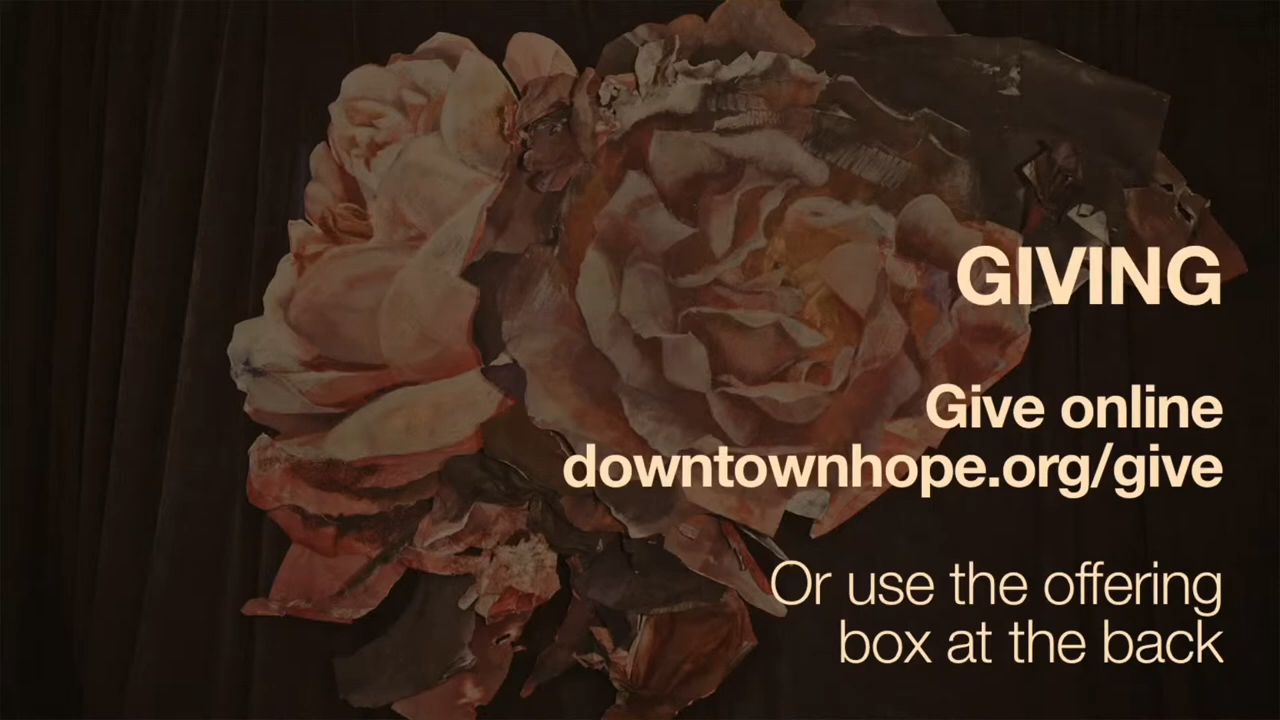 GIVING
Give online
downtownhope.org/give
Or use the offering
box at the back